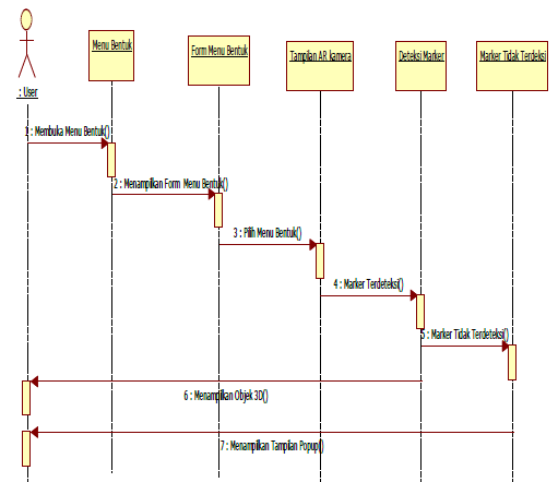 Menu Bentuk
Form Menu Bentuk
Tampilan AR kamera
Deteksi Marker
Marker Tidak Terdeksi
: User
1 : Membuka Menu Bentuk()
2 : Menampilkan Form Menu Bentuk()
3 : Pilih Menu Bentuk()
4 : Marker Terdeteksi()
5 : Marker Tidak Terdeteksi()
6 : Menampilkan Objek 3D()
7 : Menampilkan Tampilan Popup()